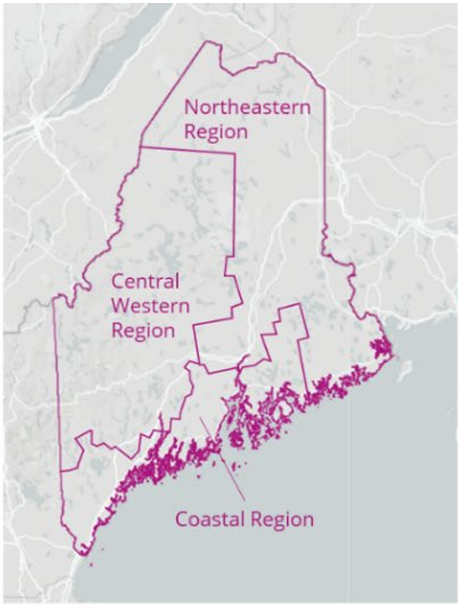 Northeastern
Region
Central
Western
Region
Coastal Region